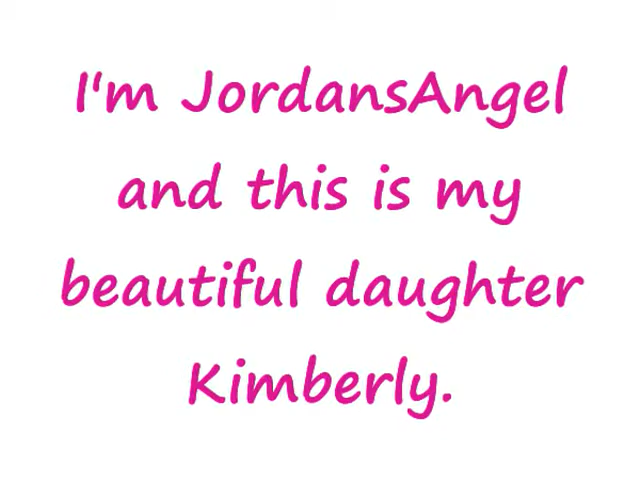 I'm JordansAngel
and this is my
beautiful daughter
Kimberly.